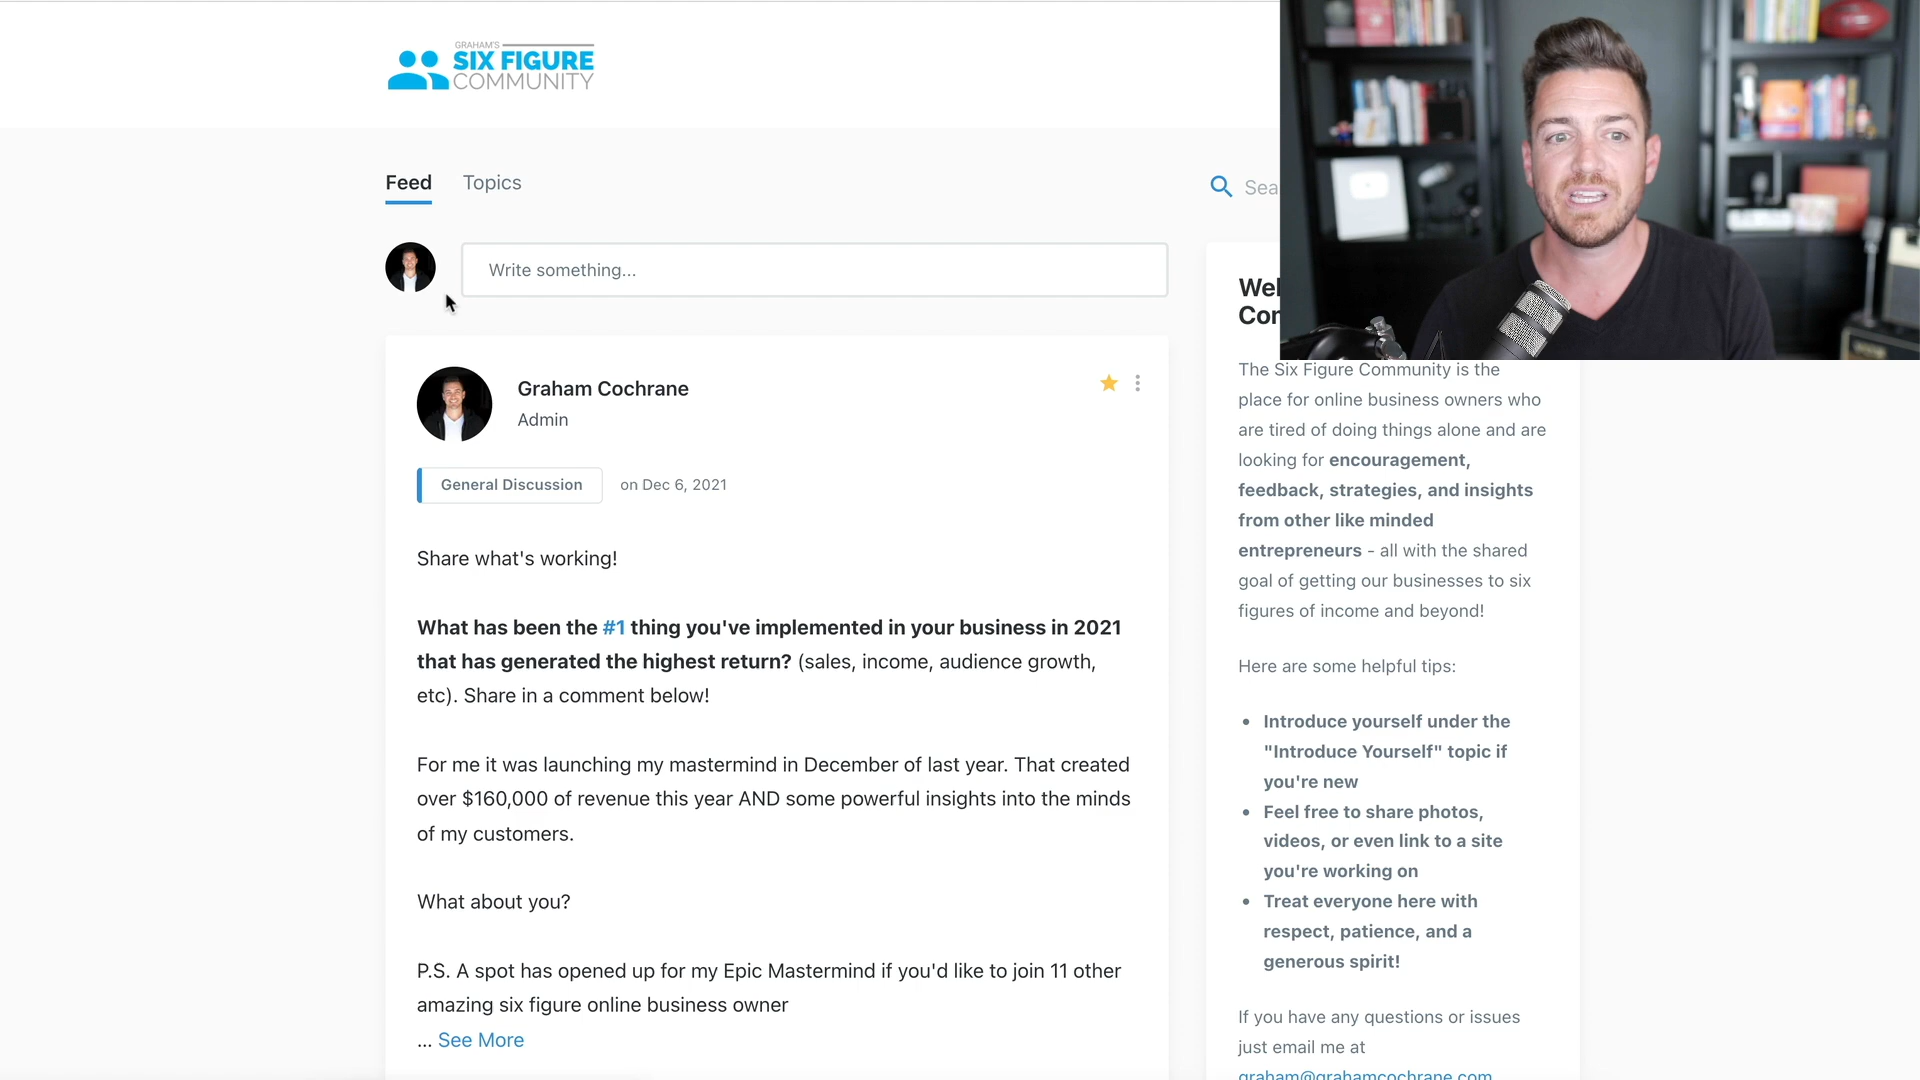 GRAHAM'S
SIX FIGURE
COMMUNITY
Feed
Topics
Sea
Write something...
Graham Cochrane
Admin
General Discussion
on Dec 6, 2021
Share what's working!
What has been the #1 thing you've implemented in your business in 2021
that has generated the highest return? (sales, income, audience growth,
etc). Share in a comment below!
For me it was launching my mastermind in December of last year. That created
over $160,000 of revenue this year AND some powerful insights into the minds
of my customers.
What about you?
P.S. A spot has opened up for my Epic Mastermind if you'd like to join 11 other
amazing six figure online business owner
... See More
Wel
Con
The Six Figure Community is the
place for online business owners who
are tired of doing things alone and are
looking for encouragement,
feedback, strategies, and insights
from other like minded
entrepreneurs - all with the shared
goal of getting our businesses to six
figures of income and beyond!
Here are some helpful tips:
• Introduce yourself under the
"Introduce Yourself" topic if
you're new
• Feel free to share photos,
videos, or even link to a site
you're working on
• Treat everyone here with
respect, patience, and a
generous spirit!
If you have any questions or issues
just email me at
graham@grahamcochrane.com